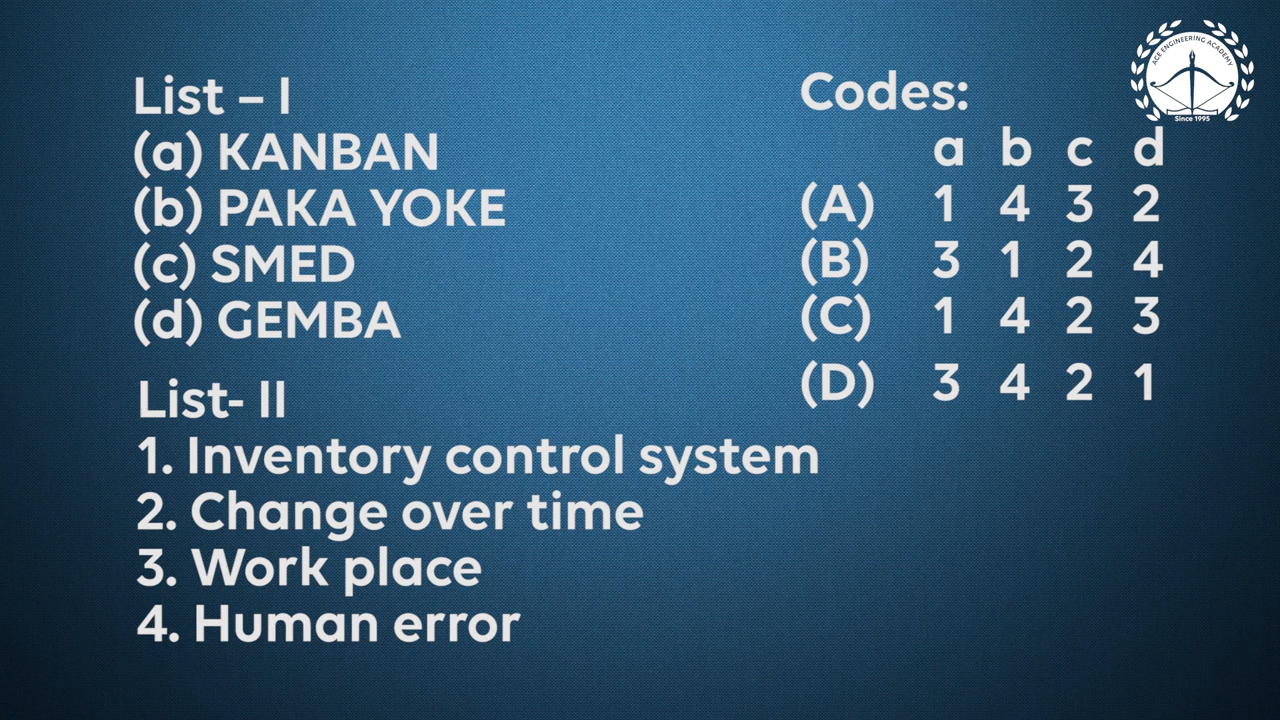 List – I
(a) KANBAN
(b) PAKA YOKE
(c) SMED
(d) GEMBA
List- II
1. Inventory control system
2. Change over time
3. Work place
4. Human error
Codes:
a b c d
(A) 1 4 3 2
(B) 3 1 2 4
(C) 1 4 2 3
(D) 3 4 2 1
ACE ENGINEERING ACADEMY
Since 1995